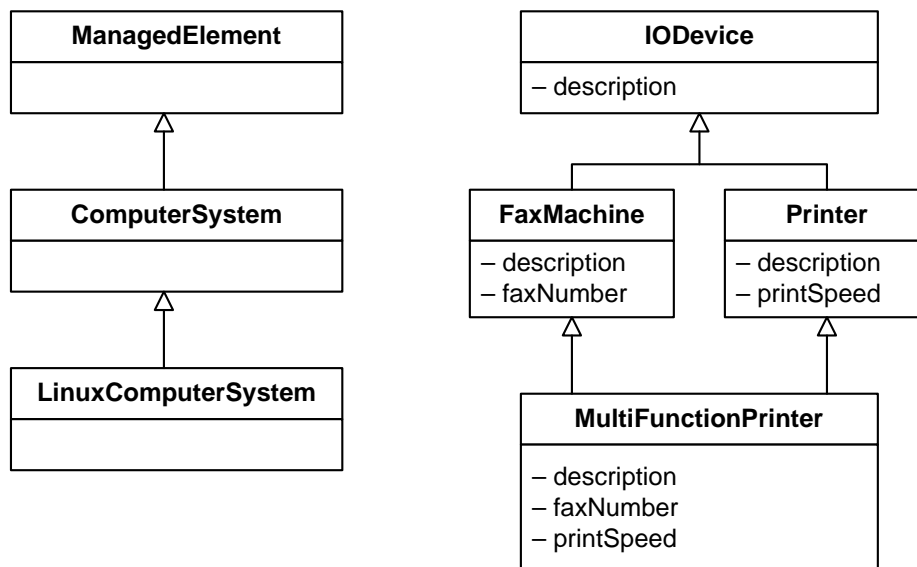 ManagedElement
ComputerSystem
LinuxComputerSystem
IODevice
– description
FaxMachine
– description
– faxNumber
Printer
– description
– printSpeed
MultiFunctionPrinter
– description
– faxNumber
– printSpeed